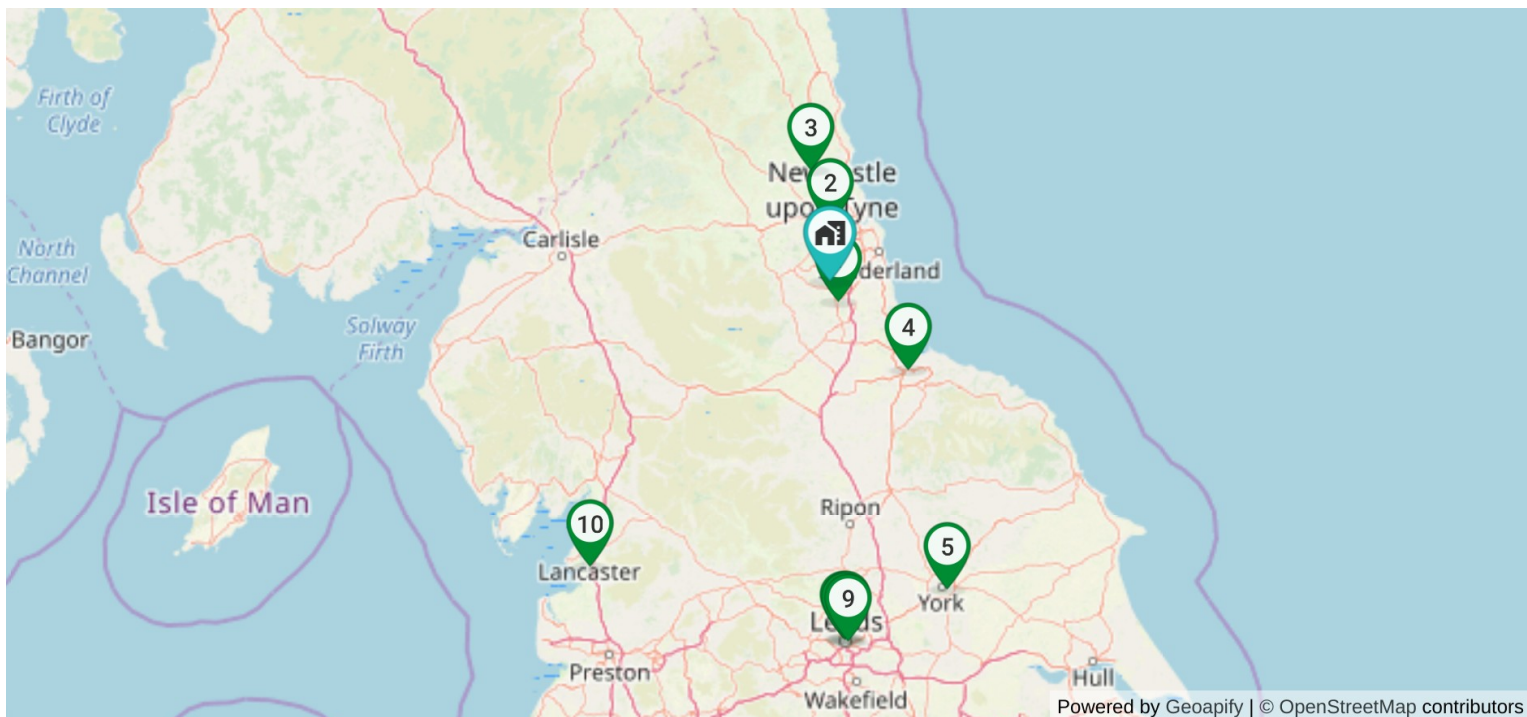 Firth of
Clyde
3
Newcastle
upon Tyne
2
North
Channel
Carlisle
Sunderland
Bangor
Solway
Firth
4
Isle of Man
Ripon
10
5
Lancaster
9
York
Leeds
Preston
Hull
Wakefield
Powered by Geoapify | © OpenStreetMap contributors